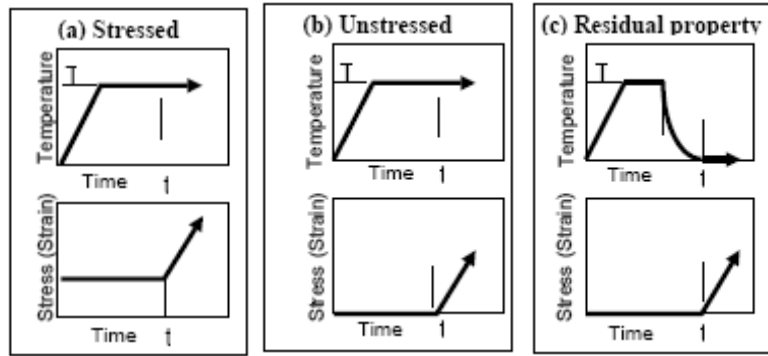 (a) Stressed
Temperature
T
Time
t
Stress (Strain)
Time
t
(b) Unstressed
Temperature
T
Time
t
Stress (Strain)
Time
t
(c) Residual property
Temperature
T
Time
t
Stress (Strain)
Time
t